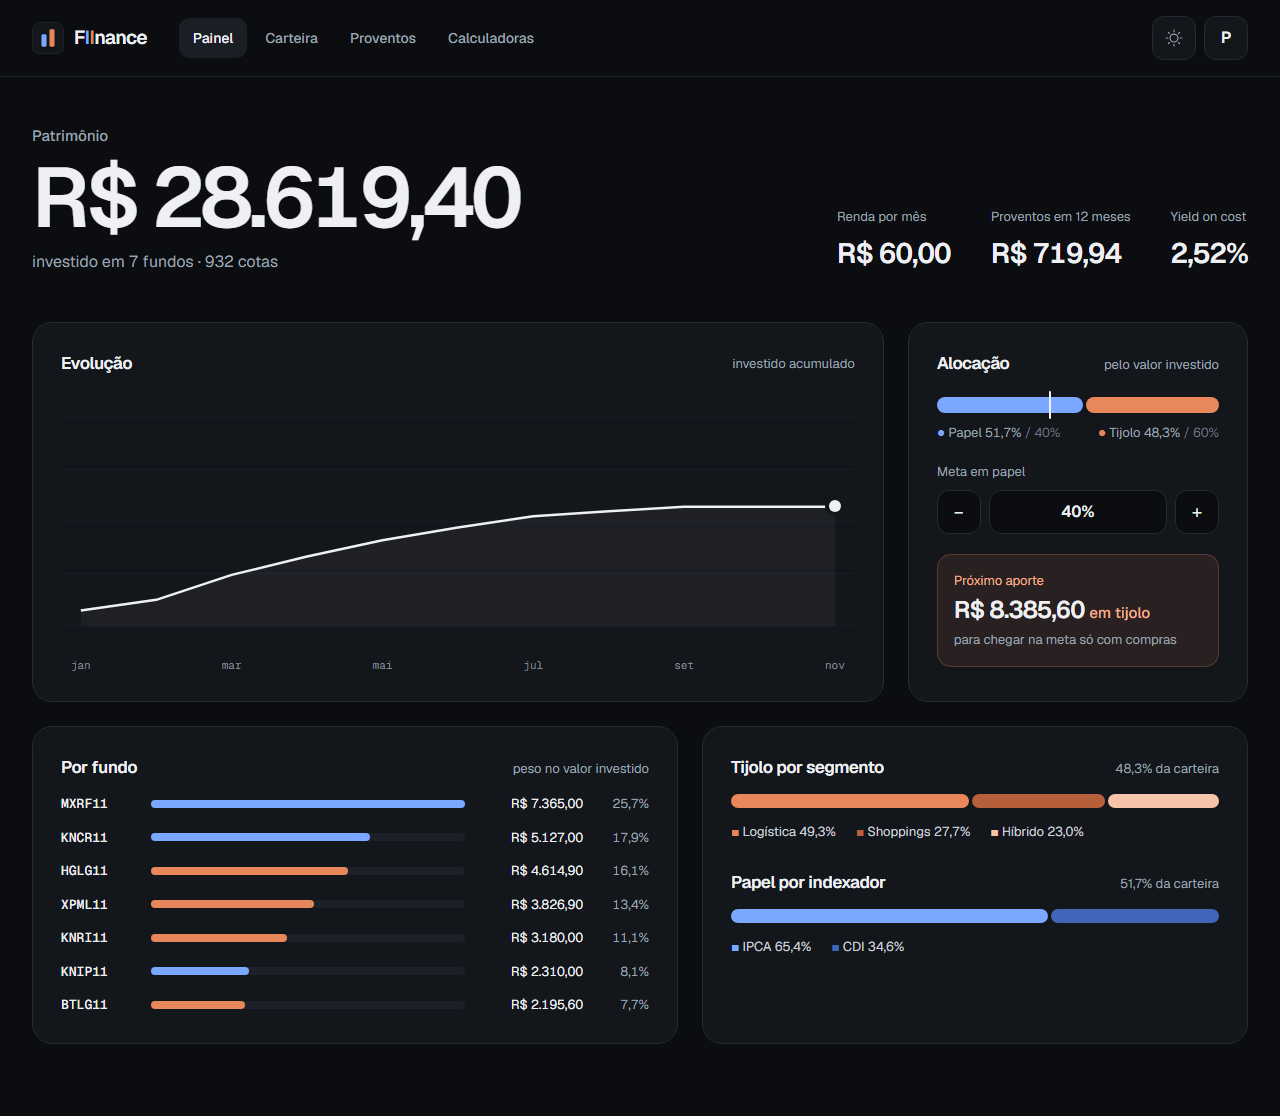 FIInance
Painel
Carteira
Proventos
Calculadoras
P
Patrimônio
R$ 28.619,40
investido em 7 fundos · 932 cotas
Renda por mês
R$ 60,00
Proventos em 12 meses
R$ 719,94
Yield on cost
2,52%
Evolução
investido acumulado
jan mar mai jul set nov
Alocação
pelo valor investido
Papel 51,7% / 40%
Tijolo 48,3% / 60%
Meta em papel
− 40% +
Próximo aporte
R$ 8.385,60 em tijolo
para chegar na meta só com compras
Por fundo
peso no valor investido
MXRF11 R$ 7.365,00 25,7%
KNCR11 R$ 5.127,00 17,9%
HGLG11 R$ 4.614,90 16,1%
XPML11 R$ 3.826,90 13,4%
KNRI11 R$ 3.180,00 11,1%
KNIP11 R$ 2.310,00 8,1%
BTLG11 R$ 2.195,60 7,7%
Tijolo por segmento
48,3% da carteira
Logística 49,3% Shoppings 27,7% Híbrido 23,0%
Papel por indexador
51,7% da carteira
IPCA 65,4% CDI 34,6%